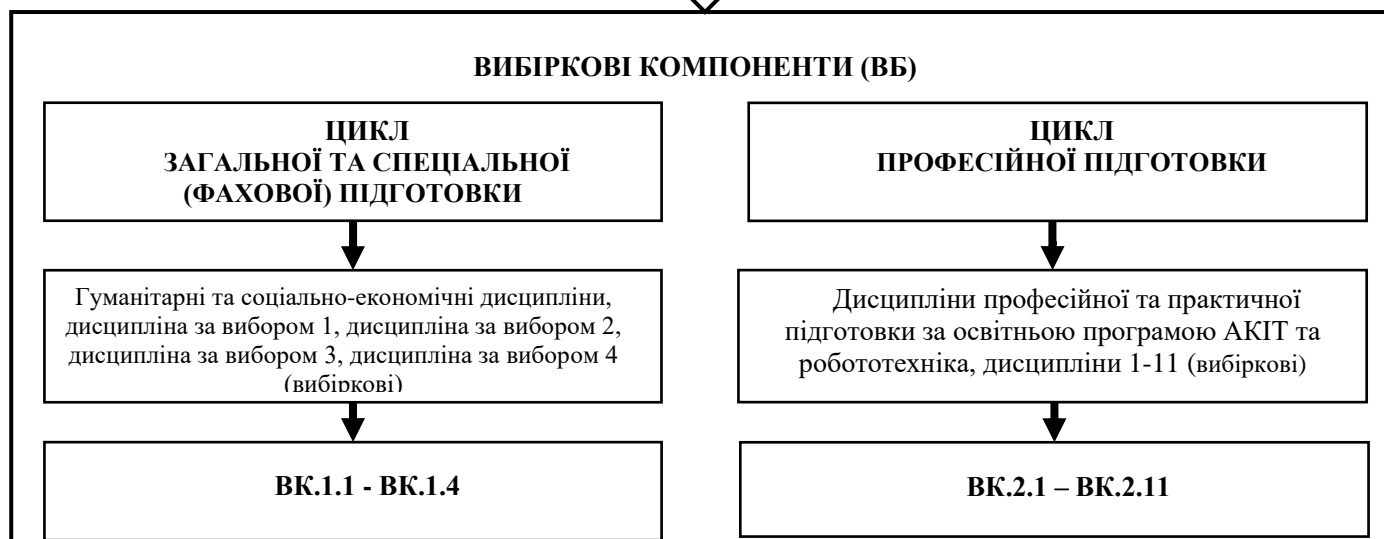 ВИБІРКОВІ КОМПОНЕНТИ (ВБ)
ЦИКЛ
ЗАГАЛЬНОЇ ТА СПЕЦІАЛЬНОЇ
(ФАХОВОЇ) ПІДГОТОВКИ
Гуманітарні та соціально-економічні дисципліни,
дисципліна за вибором 1, дисципліна за вибором 2,
дисципліна за вибором 3, дисципліна за вибором 4
(вибіркові)
ВК.1.1 - ВК.1.4
ЦИКЛ
ПРОФЕСІЙНОЇ ПІДГОТОВКИ
Дисципліни професійної та практичної
підготовки за освітньою програмою АКІТ та
робототехніка, дисципліни 1-11 (вибіркові)
ВК.2.1 – ВК.2.11